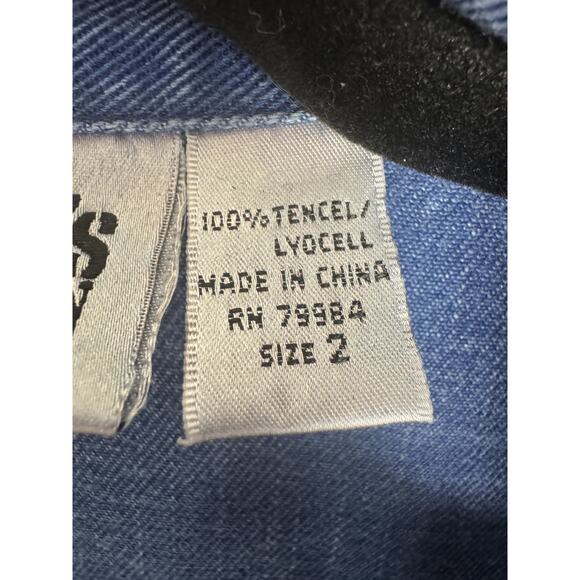 100% TENCEL/
LYOCELL
MADE IN CHINA
RN 79984
SIZE 2